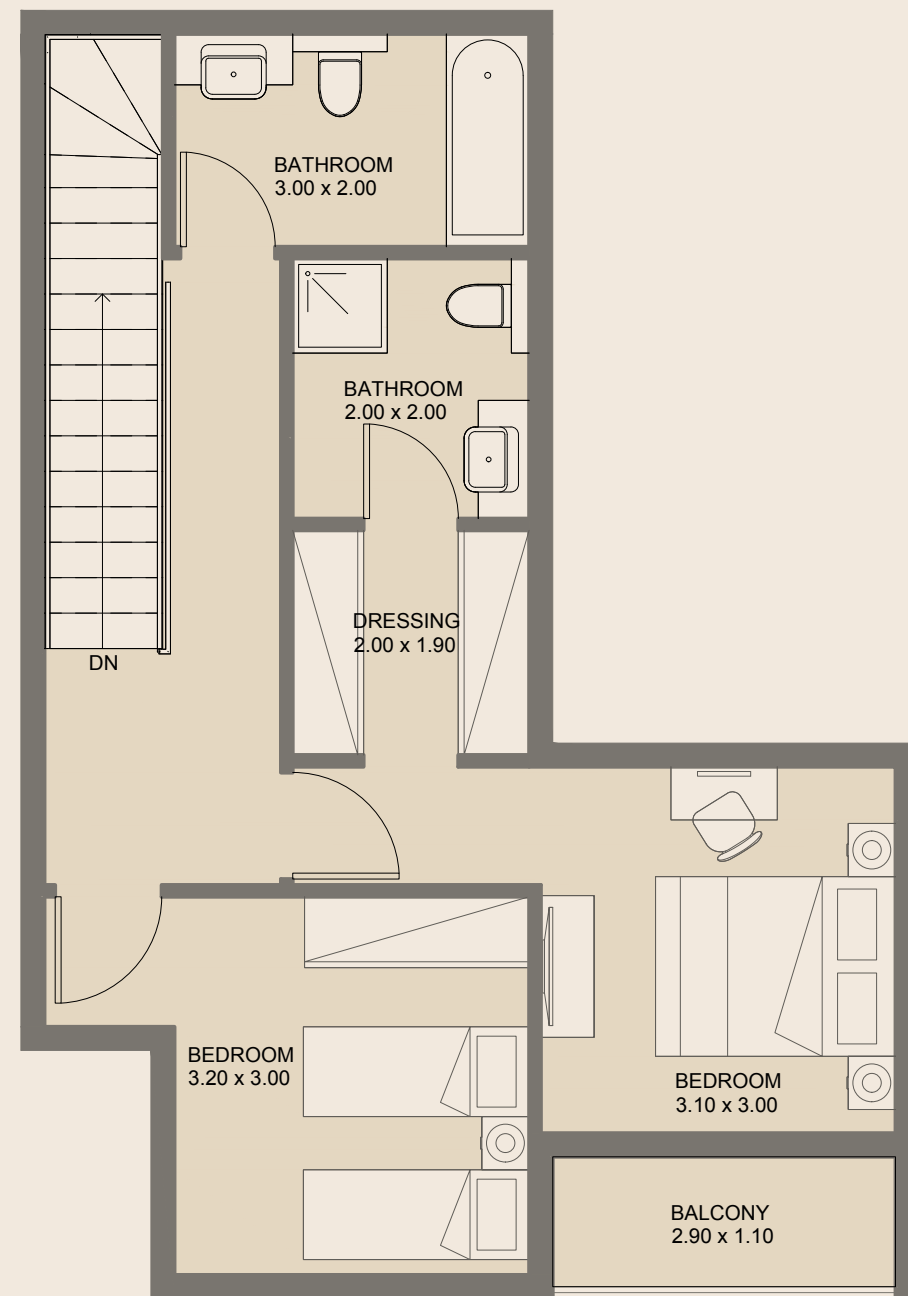 BATHROOM
3.00 x 2.00
BATHROOM
2.00 x 2.00
DRESSING
2.00 x 1.90
DN
BEDROOM
3.20 x 3.00
BEDROOM
3.10 x 3.00
BALCONY
2.90 x 1.10